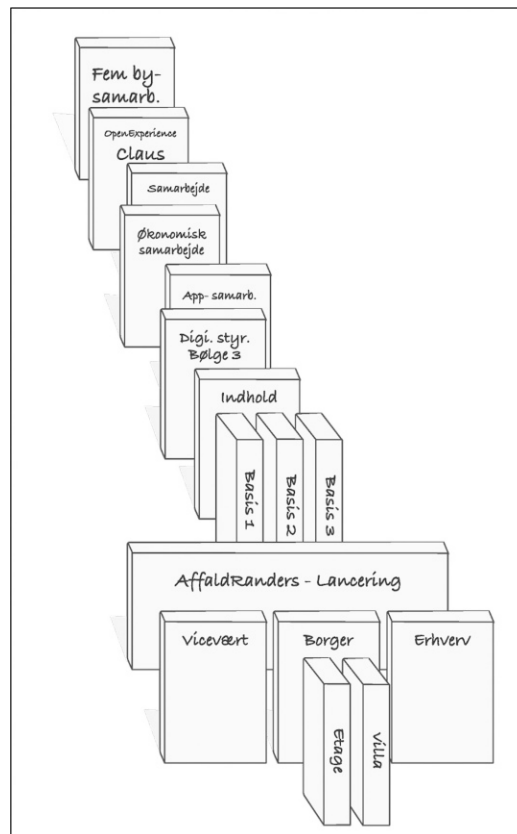 Fem by-
samarb.
OpenExperience
Claus
Samarbejde
Økonomisk
samarbejde
App- samarb.
Digi. styr.
Bølge 3
Indhold
Basis 1
Basis 2
Basis 3
AffaldRanders - Lancering
Vicevært
Borger
Erhverv
Etage
Villa